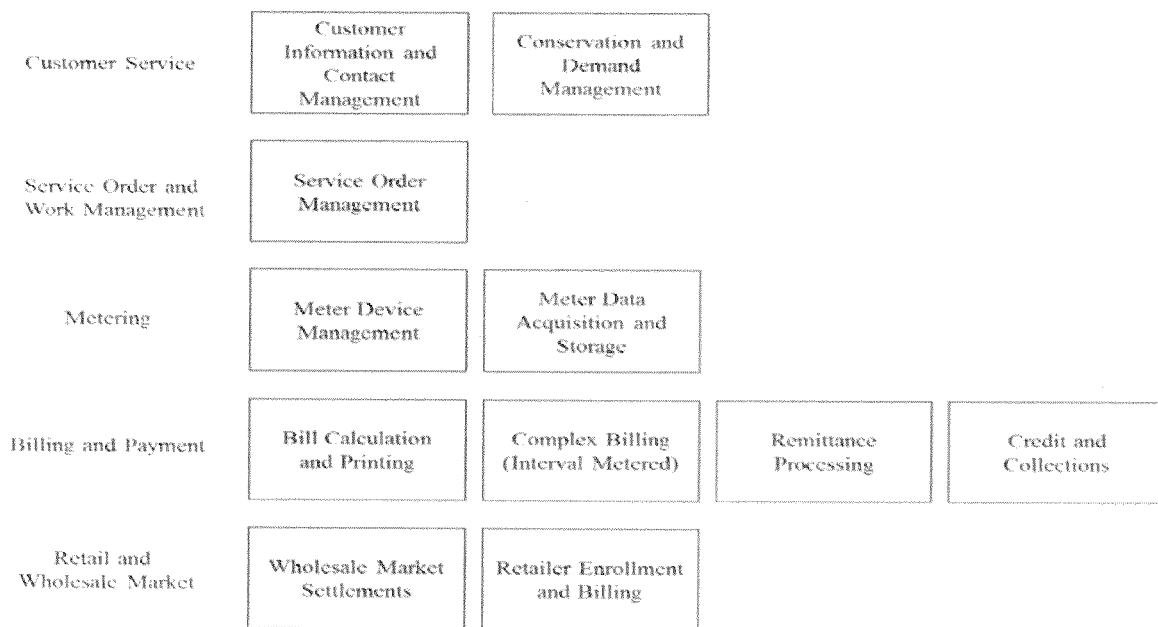 Customer Service
Customer
Information and
Contact
Management
Conservation and
Demand
Management
Service Order and
Work Management
Service Order
Management
Metering
Meter Device
Management
Meter Data
Acquisition and
Storage
Billing and Payment
Bill Calculation
and Printing
Complex Billing
(Interval Metered)
Remittance
Processing
Credit and
Collections
Retail and
Wholesale Market
Wholesale Market
Settlements
Retailer Enrollment
and Billing